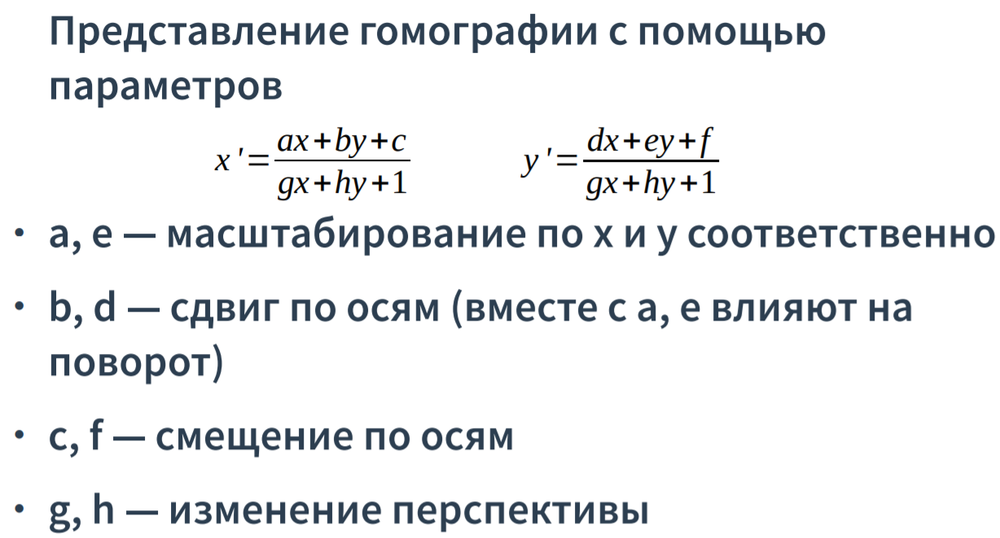 Представление гомографии с помощью
параметров
x'=\frac{ax+by+c}{gx+hy+1} y'=\frac{dx+ey+f}{gx+hy+1}
• a, e — масштабирование по x и y соответственно
• b, d — сдвиг по осям (вместе с a, e влияют на
поворот)
• c, f — смещение по осям
• g, h — изменение перспективы